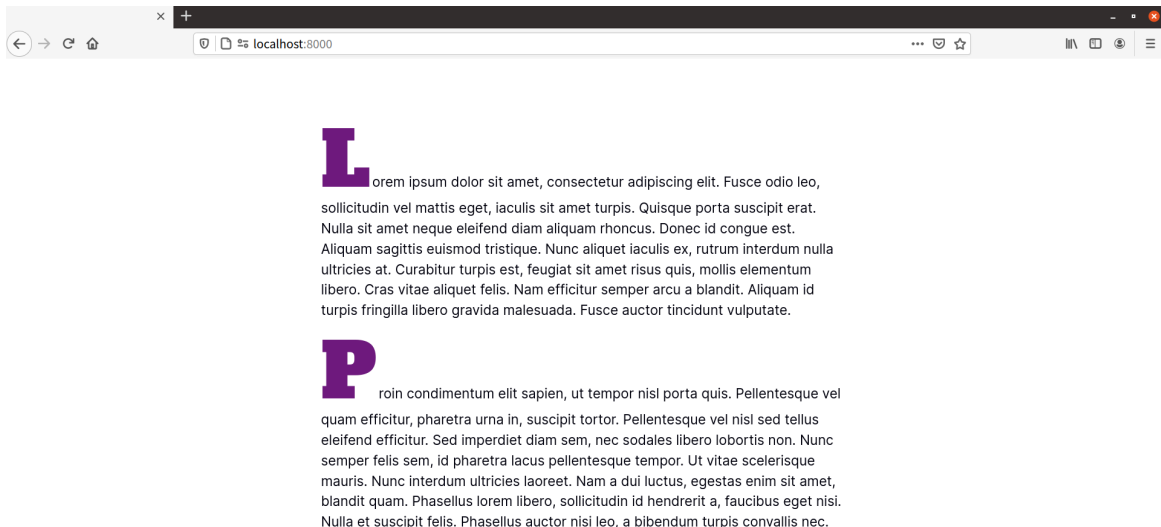 localhost:8000
Lorem ipsum dolor sit amet, consectetur adipiscing elit. Fusce odio leo,
sollicitudin vel mattis eget, iaculis sit amet turpis. Quisque porta suscipit erat.
Nulla sit amet neque eleifend diam aliquam rhoncus. Donec id congue est.
Aliquam sagittis euismod tristique. Nunc aliquet iaculis ex, rutrum interdum nulla
ultricies at. Curabitur turpis est, feugiat sit amet risus quis, mollis elementum
libero. Cras vitae aliquet felis. Nam efficitur semper arcu a blandit. Aliquam id
turpis fringilla libero gravida malesuada. Fusce auctor tincidunt vulputate.
Proin condimentum elit sapien, ut tempor nisl porta quis. Pellentesque vel
quam efficitur, pharetra urna in, suscipit tortor. Pellentesque vel nisl sed tellus
eleifend efficitur. Sed imperdiet diam sem, nec sodales libero lobortis non. Nunc
semper felis sem, id pharetra lacus pellentesque tempor. Ut vitae scelerisque
mauris. Nunc interdum ultricies laoreet. Nam a dui luctus, egestas enim sit amet,
blandit quam. Phasellus lorem libero, sollicitudin id hendrerit a, faucibus eget nisi.
Nulla et suscipit felis. Phasellus auctor nisi leo, a bibendum turpis convallis nec.